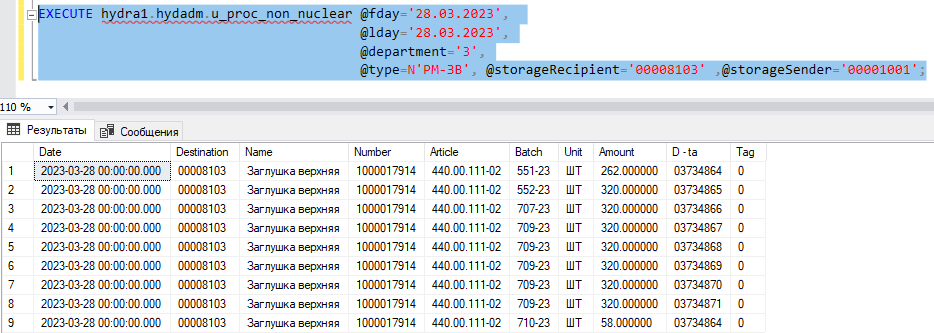 EXECUTE hydra1.hydadm.u_proc_non_nuclear @fday='28.03.2023',
@lday='28.03.2023',
@department='3',
@type=N'РМ-ЗВ', @storageRecipient='00008103' ,@storageSender='00001001';
110 %
Результаты Сообщения
Date Destination Name Number Article Batch Unit Amount D - ta Tag
1 2023-03-28 00:00:00.000 00008103 Заглушка верхняя 1000017914 440.00.111-02 551-23 ШТ 262.000000 03734864 0
2 2023-03-28 00:00:00.000 00008103 Заглушка верхняя 1000017914 440.00.111-02 552-23 ШТ 320.000000 03734865 0
3 2023-03-28 00:00:00.000 00008103 Заглушка верхняя 1000017914 440.00.111-02 707-23 ШТ 320.000000 03734866 0
4 2023-03-28 00:00:00.000 00008103 Заглушка верхняя 1000017914 440.00.111-02 709-23 ШТ 320.000000 03734867 0
5 2023-03-28 00:00:00.000 00008103 Заглушка верхняя 1000017914 440.00.111-02 709-23 ШТ 320.000000 03734868 0
6 2023-03-28 00:00:00.000 00008103 Заглушка верхняя 1000017914 440.00.111-02 709-23 ШТ 320.000000 03734869 0
7 2023-03-28 00:00:00.000 00008103 Заглушка верхняя 1000017914 440.00.111-02 709-23 ШТ 320.000000 03734870 0
8 2023-03-28 00:00:00.000 00008103 Заглушка верхняя 1000017914 440.00.111-02 709-23 ШТ 320.000000 03734871 0
9 2023-03-28 00:00:00.000 00008103 Заглушка верхняя 1000017914 440.00.111-02 710-23 ШТ 58.000000 03734871 0